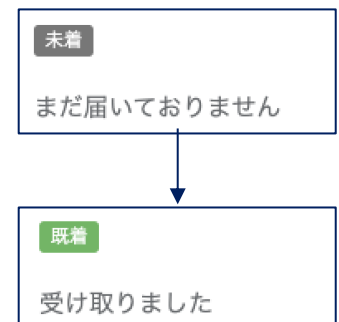 未着
まだ届いておりません
既着
受け取りました